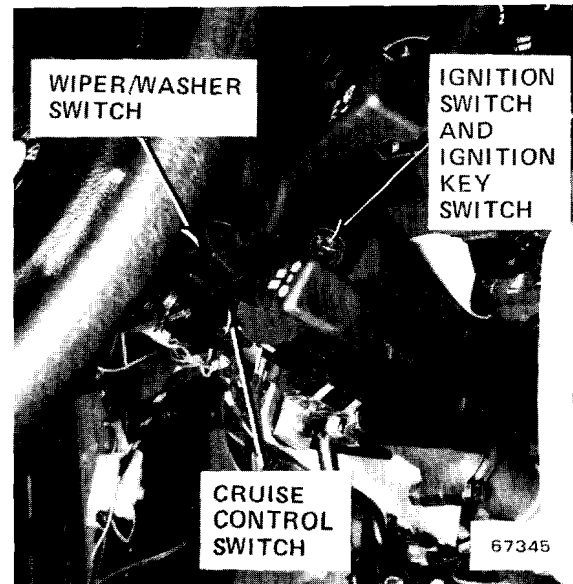 WIPER/WASHER
SWITCH
IGNITION
SWITCH
AND
IGNITION
KEY
SWITCH
CRUISE
CONTROL
SWITCH
67345